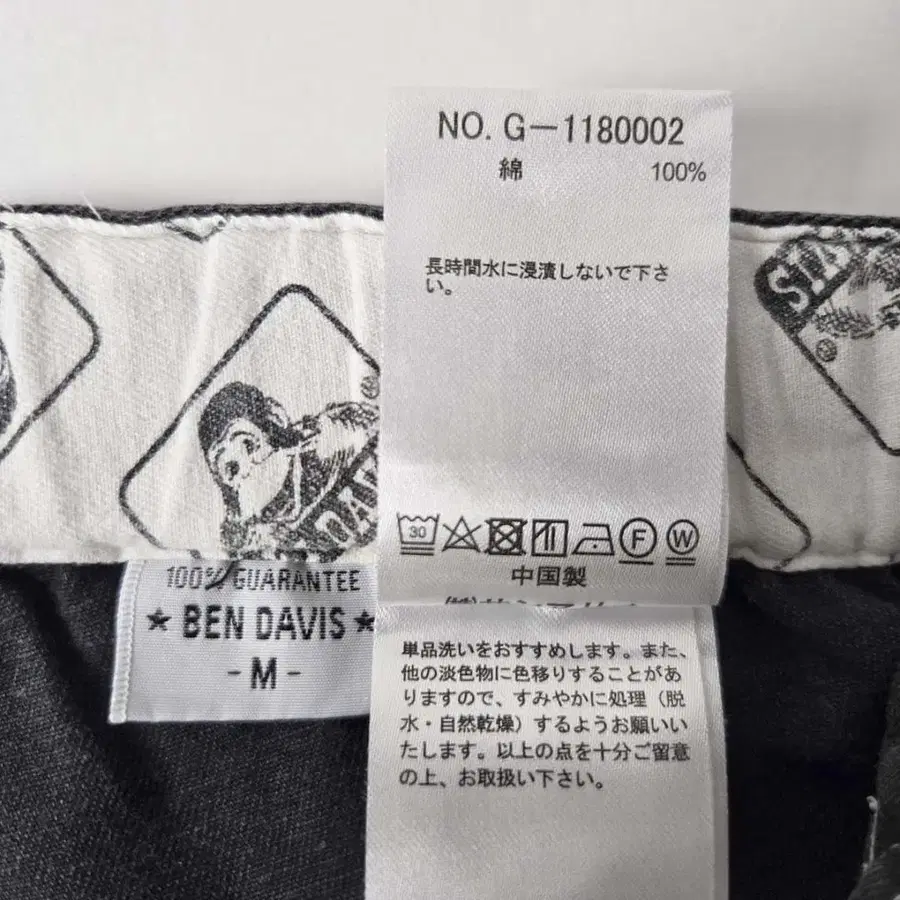 NO. G-1180002
綿 100%
長時間水に浸漬しないで下さ
い。
30
F
W
中国製
100% GUARANTEE
★ BEN DAVIS ★
- M -
単品洗いをおすすめします。また、
他の淡色物に色移りすることがあ
りますので、すみやかに処理（脱
水・自然乾燥）するようお願いい
たします。以上の点を十分ご留意
の上、お取扱い下さい。